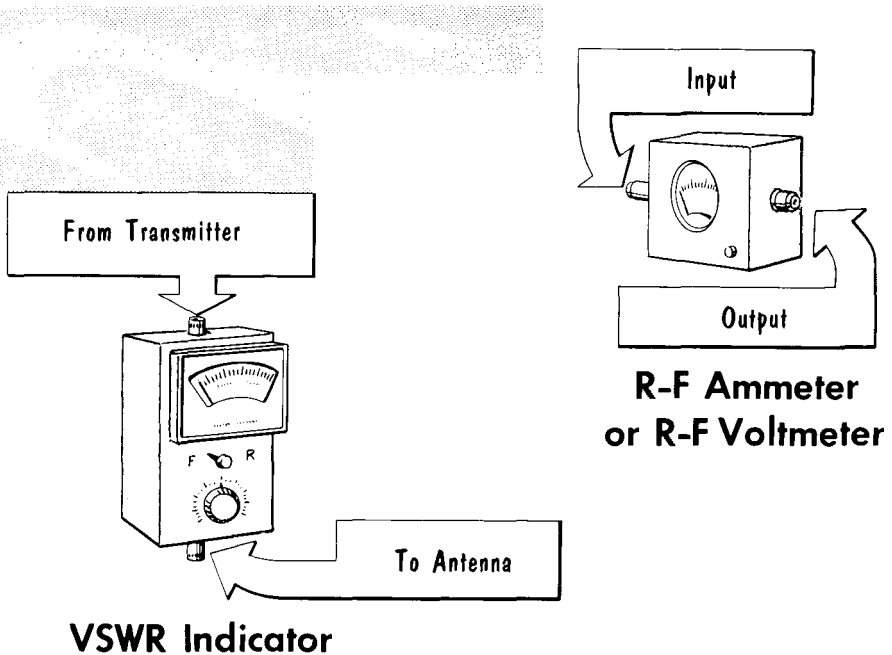 Input
From Transmitter
Output
R-F Ammeter
or R-F Voltmeter
F R
To Antenna
VSWR Indicator